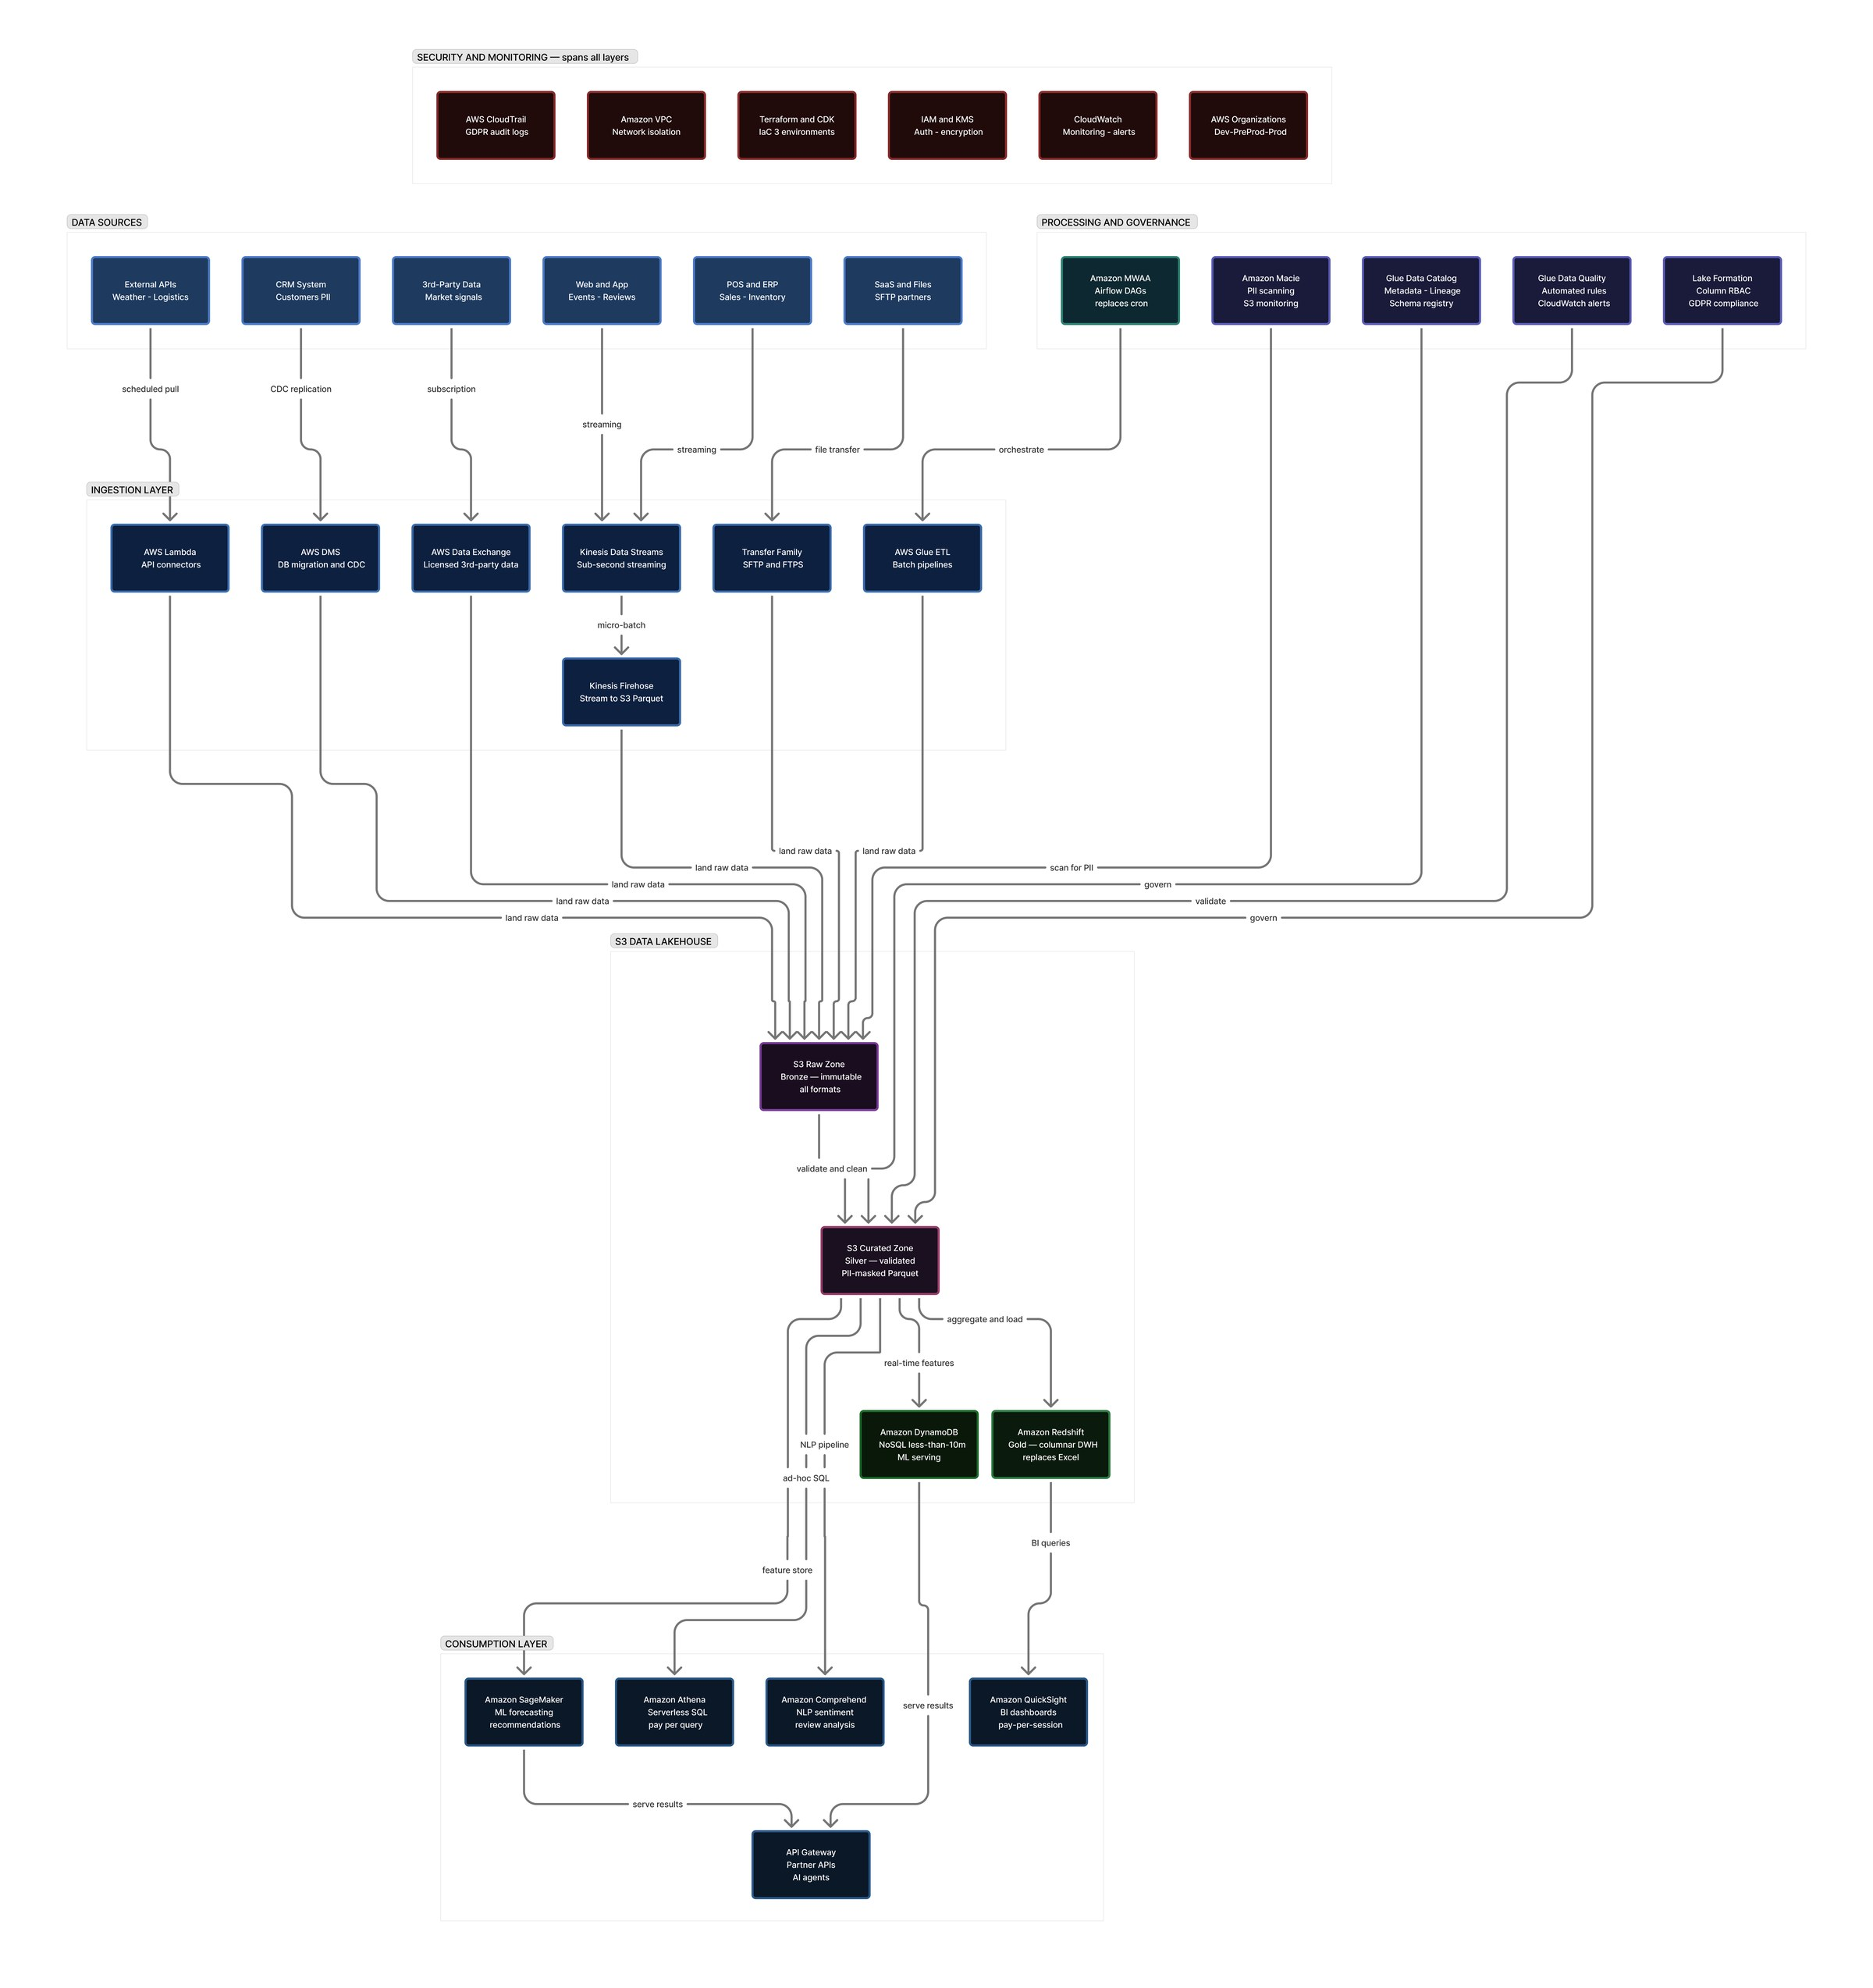 SECURITY AND MONITORING — spans all layers
AWS CloudTrail
GDPR audit logs
Amazon VPC
Network isolation
Terraform and CDK
IaC 3 environments
IAM and KMS
Auth - encryption
CloudWatch
Monitoring - alerts
AWS Organizations
Dev-PreProd-Prod
DATA SOURCES
External APIs
Weather - Logistics
CRM System
Customers PII
3rd-Party Data
Market signals
Web and App
Events - Reviews
POS and ERP
Sales - Inventory
SaaS and Files
SFTP partners
PROCESSING AND GOVERNANCE
Amazon MWAA
Airflow DAGs
replaces cron
Amazon Macie
PII scanning
S3 monitoring
Glue Data Catalog
Metadata - Lineage
Schema registry
Glue Data Quality
Automated rules
CloudWatch alerts
Lake Formation
Column RBAC
GDPR compliance
scheduled pull
CDC replication
subscription
streaming
streaming
file transfer
orchestrate
INGESTION LAYER
AWS Lambda
API connectors
AWS DMS
DB migration and CDC
AWS Data Exchange
Licensed 3rd-party data
Kinesis Data Streams
Sub-second streaming
Transfer Family
SFTP and FTPS
AWS Glue ETL
Batch pipelines
micro-batch
Kinesis Firehose
Stream to S3 Parquet
land raw data
land raw data
land raw data
scan for PII
land raw data
govern
land raw data
validate
land raw data
govern
S3 DATA LAKEHOUSE
S3 Raw Zone
Bronze — immutable
all formats
validate and clean
S3 Curated Zone
Silver — validated
PII-masked Parquet
aggregate and load
real-time features
Amazon DynamoDB
NoSQL less-than-10m
ML serving
Amazon Redshift
Gold — columnar DWH
replaces Excel
NLP pipeline
ad-hoc SQL
BI queries
feature store
CONSUMPTION LAYER
Amazon SageMaker
ML forecasting
recommendations
Amazon Athena
Serverless SQL
pay per query
Amazon Comprehend
NLP sentiment
review analysis
serve results
Amazon QuickSight
BI dashboards
pay-per-session
serve results
API Gateway
Partner APIs
AI agents